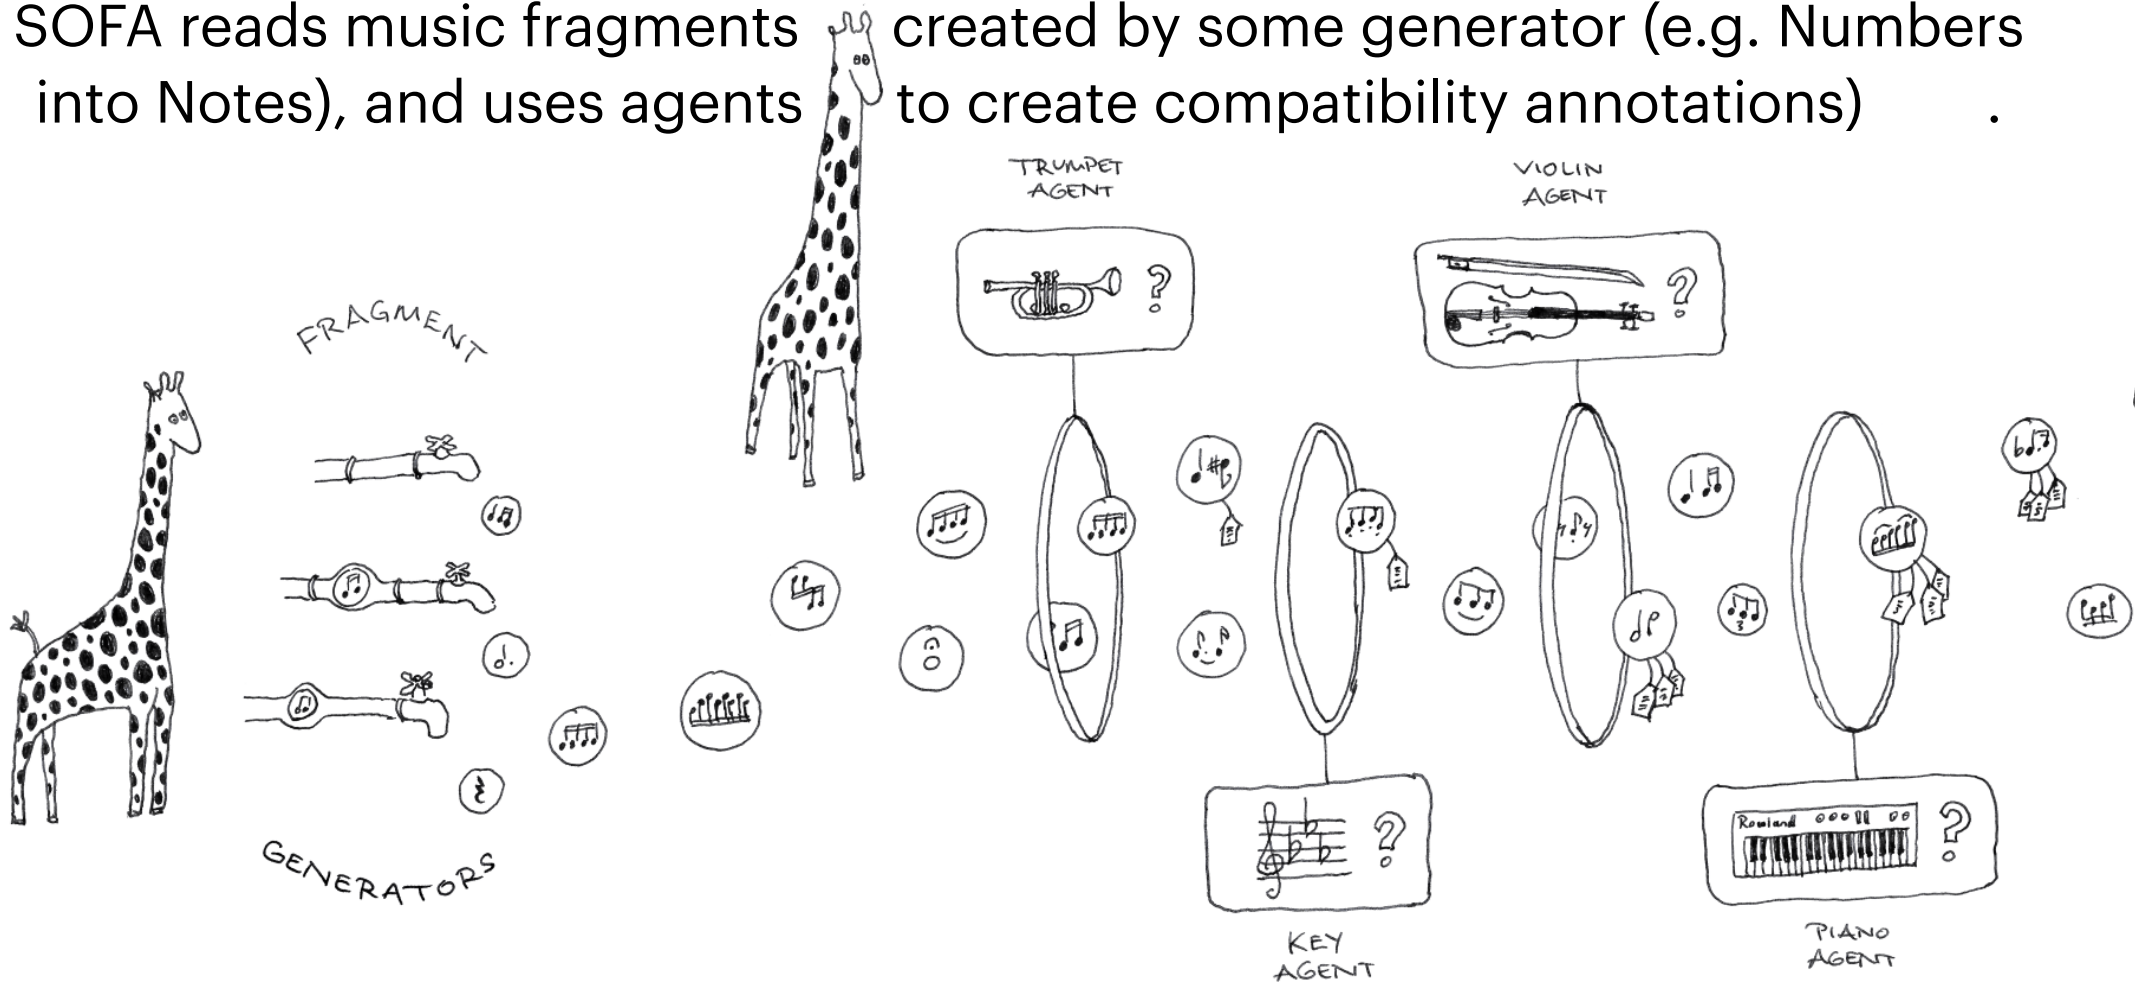 SOFA reads music fragments created by some generator (e.g. Numbers
into Notes), and uses agents to create compatibility annotations) .
TRUMPET
AGENT
VIOLIN
AGENT
FRAGMENT
?
?
GENERATORS
?
Rowland
?
KEY
AGENT
PIANO
AGENT